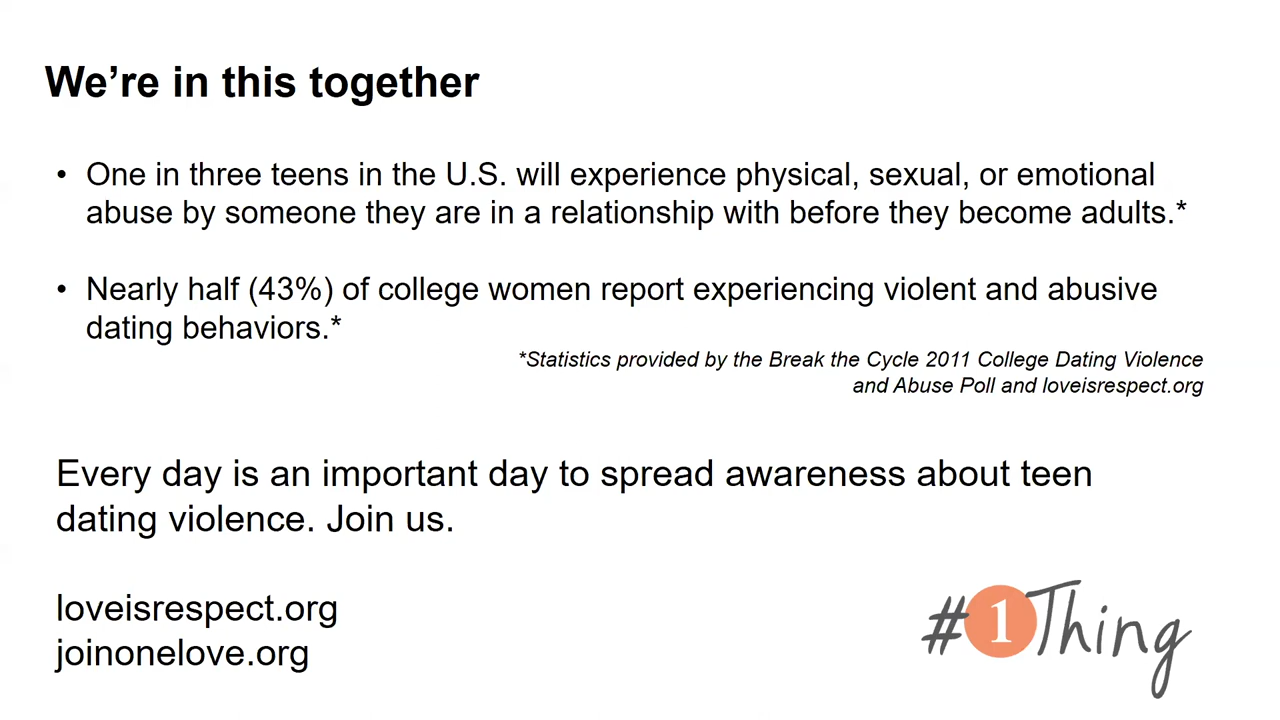 We’re in this together
• One in three teens in the U.S. will experience physical, sexual, or emotional
abuse by someone they are in a relationship with before they become adults.*
• Nearly half (43%) of college women report experiencing violent and abusive
dating behaviors.*
*Statistics provided by the Break the Cycle 2011 College Dating Violence
and Abuse Poll and loveisrespect.org
Every day is an important day to spread awareness about teen
dating violence. Join us.
loveisrespect.org
joinonelove.org
#1Thing